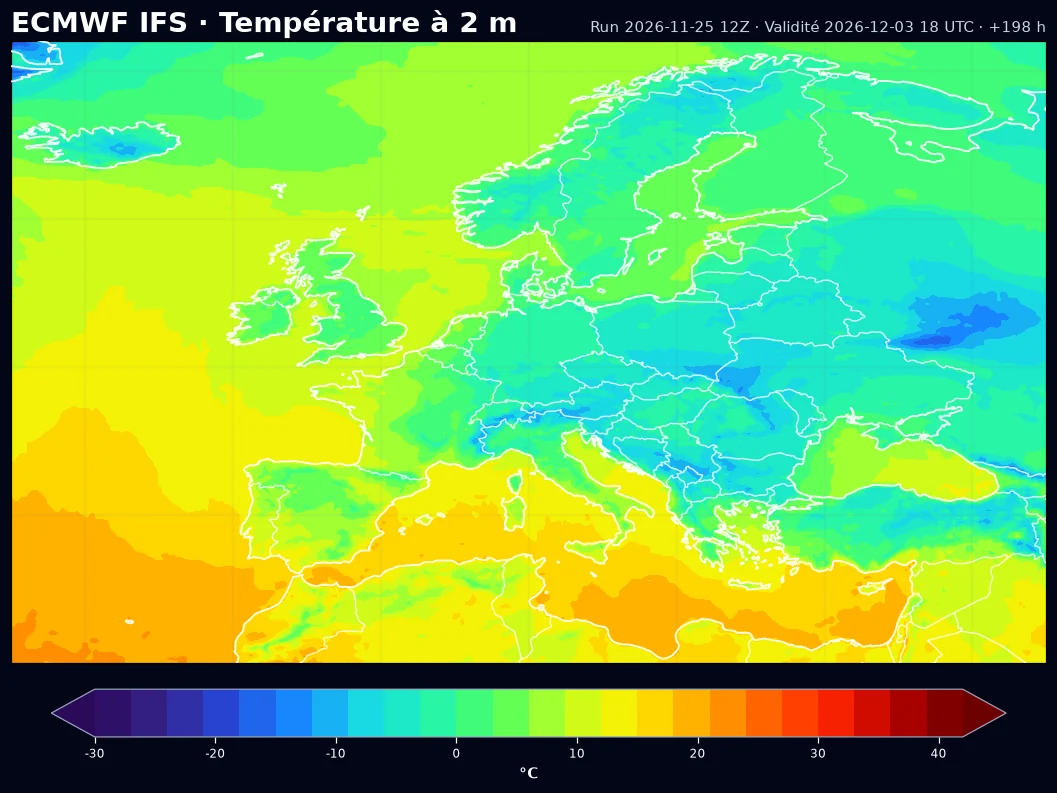 ECMWF IFS · Température à 2 m
Run 2026-11-25 12Z · Validité 2026-12-03 18 UTC · +198 h
-30 -20 -10 0 10 20 30 40
°C